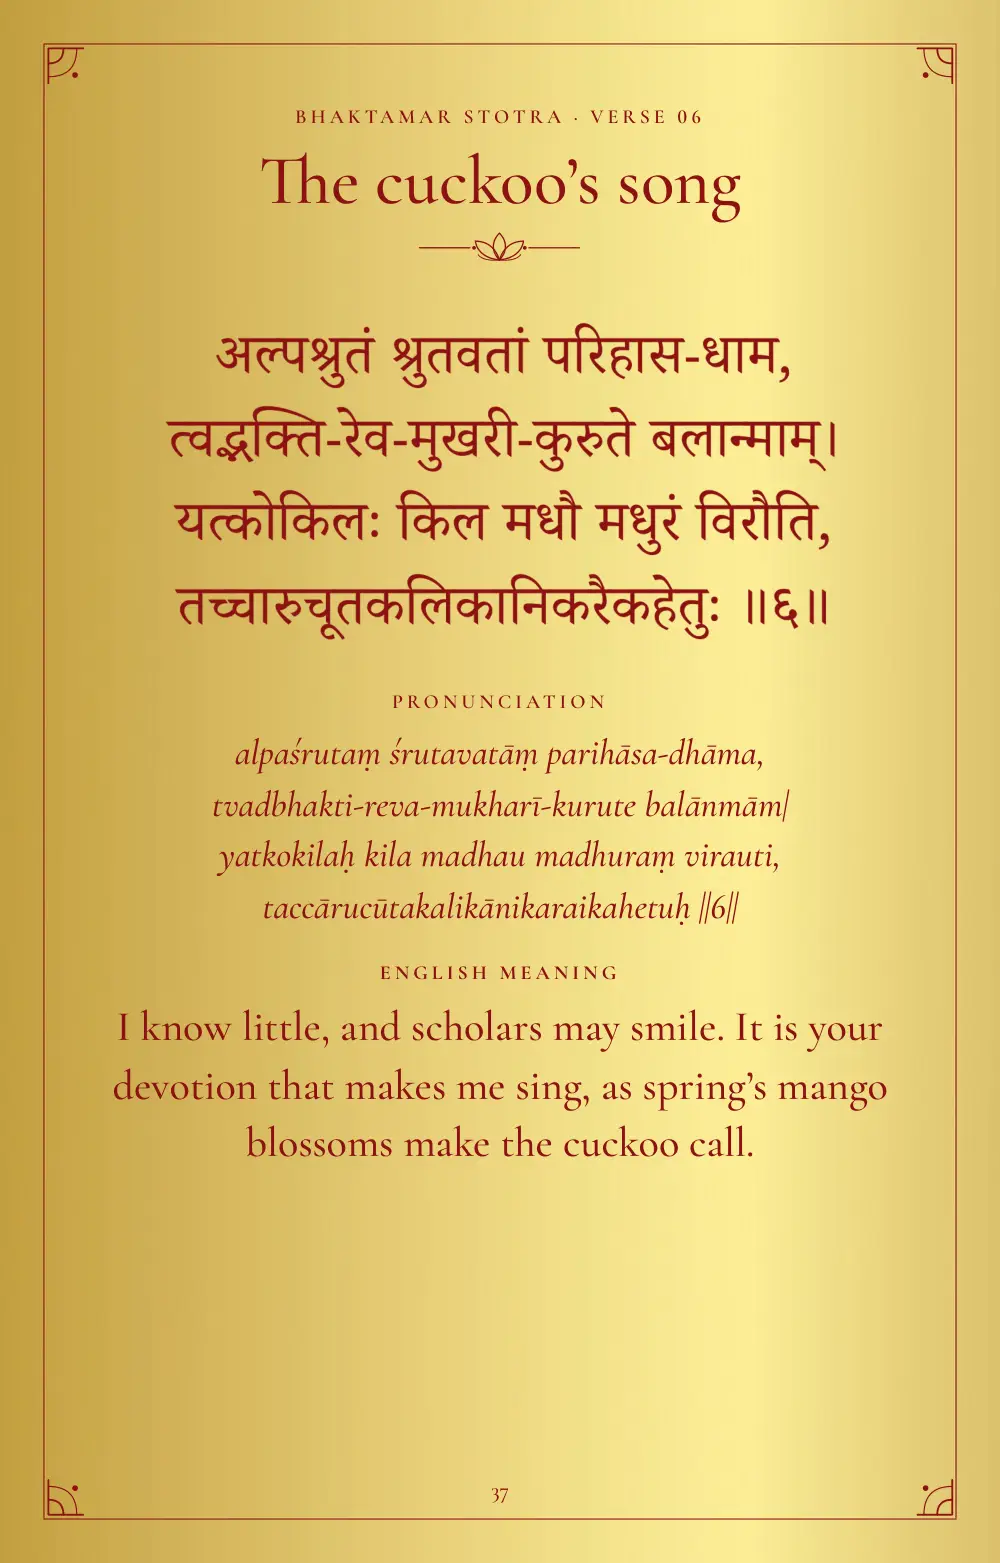 BHAKTAMAR STOTRA · VERSE 06
The cuckoo’s song
अल्पश्रुतं श्रुतवतां परिहास-धाम,
त्वद्भक्ति-रेव-मुखरी-कुरुते बलान्माम्।
यत्कोकिलः किल मधौ मधुरं विरौति,
तच्चारुचूतकलिकानिकरैकहेतुः ॥६॥
PRONUNCIATION
alpaśrutaṃ śrutavatāṃ parihāsa-dhāma,
tvadbhakti-reva-mukharī-kurute balānmām|
yatkokilaḥ kila madhau madhuraṃ virauti,
taccārucūtakalikānikaraikahetuḥ ||6||
ENGLISH MEANING
I know little, and scholars may smile. It is your
devotion that makes me sing, as spring’s mango
blossoms make the cuckoo call.
37